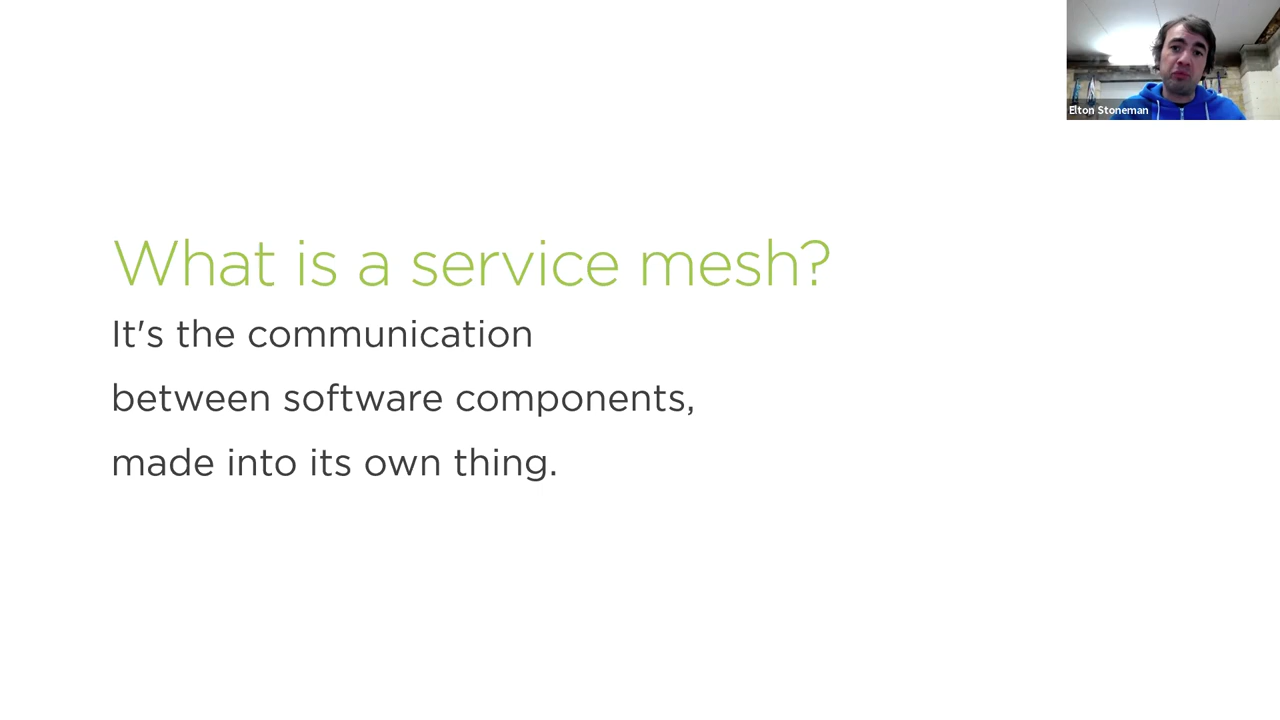 Elton Stoneman
What is a service mesh?
It's the communication
between software components,
made into its own thing.